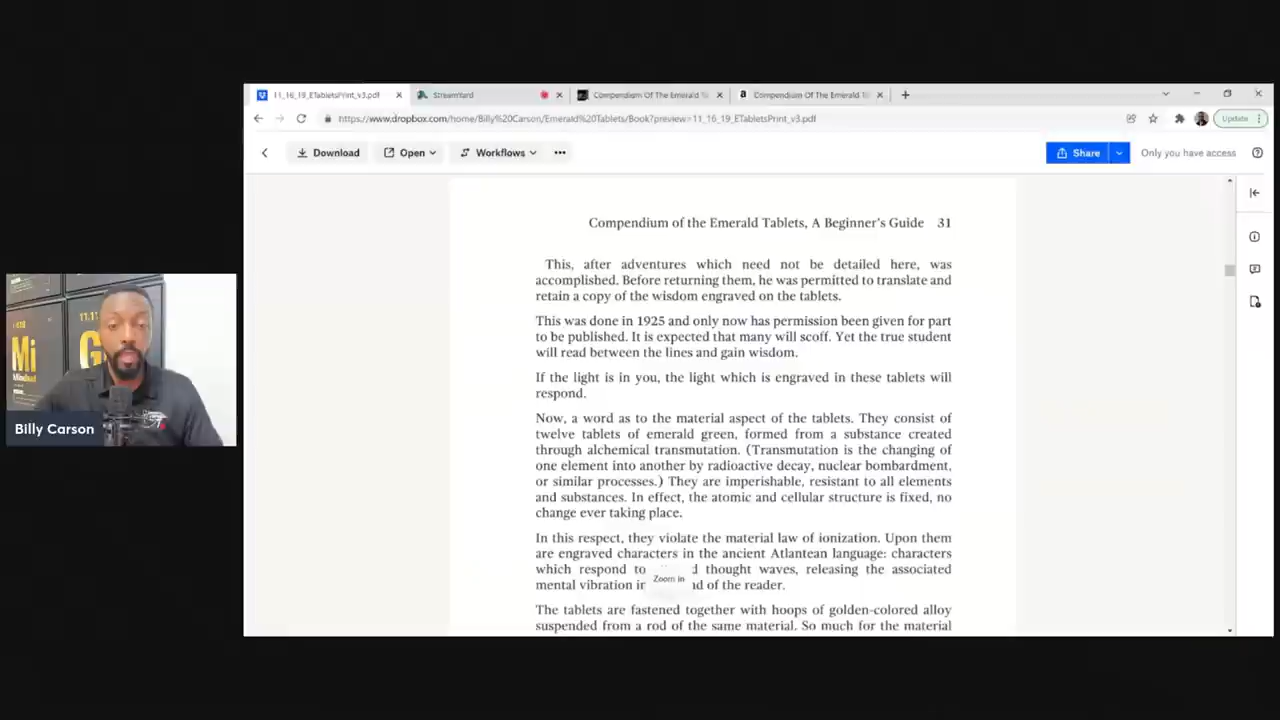 11_16_19_ETabletsPrint_v3.pdf
StreamYard
Compendium Of The Emerald
Compendium Of The Emerald
https://www.dropbox.com/home/Billy%20Carson/Emerald%20Tablets/Book?preview=11_16_19_ETabletsPrint_v3.pdf
Update
Download
Open
Workflows
Share
Only you have access
Compendium of the Emerald Tablets, A Beginner's Guide 31
This, after adventures which need not be detailed here, was
accomplished. Before returning them, he was permitted to translate and
retain a copy of the wisdom engraved on the tablets.
This was done in 1925 and only now has permission been given for part
to be published. It is expected that many will scoff. Yet the true student
will read between the lines and gain wisdom.
If the light is in you, the light which is engraved in these tablets will
respond.
Now, a word as to the material aspect of the tablets. They consist of
twelve tablets of emerald green, formed from a substance created
through alchemical transmutation. (Transmutation is the changing of
one element into another by radioactive decay, nuclear bombardment,
or similar processes.) They are imperishable, resistant to all elements
and substances. In effect, the atomic and cellular structure is fixed, no
change ever taking place.
In this respect, they violate the material law of ionization. Upon them
are engraved characters in the ancient Atlantean language: characters
which respond to thought waves, releasing the associated
mental vibration in of the reader.
Zoom in
The tablets are fastened together with hoops of golden-colored alloy
suspended from a rod of the same material. So much for the material
Mi
G
11:11
Billy Carson